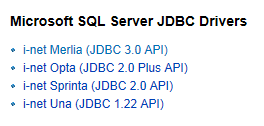 Microsoft SQL Server JDBC Drivers
i-net Merlia (JDBC 3.0 API)
i-net Opta (JDBC 2.0 Plus API)
i-net Sprinta (JDBC 2.0 API)
i-net Una (JDBC 1.22 API)